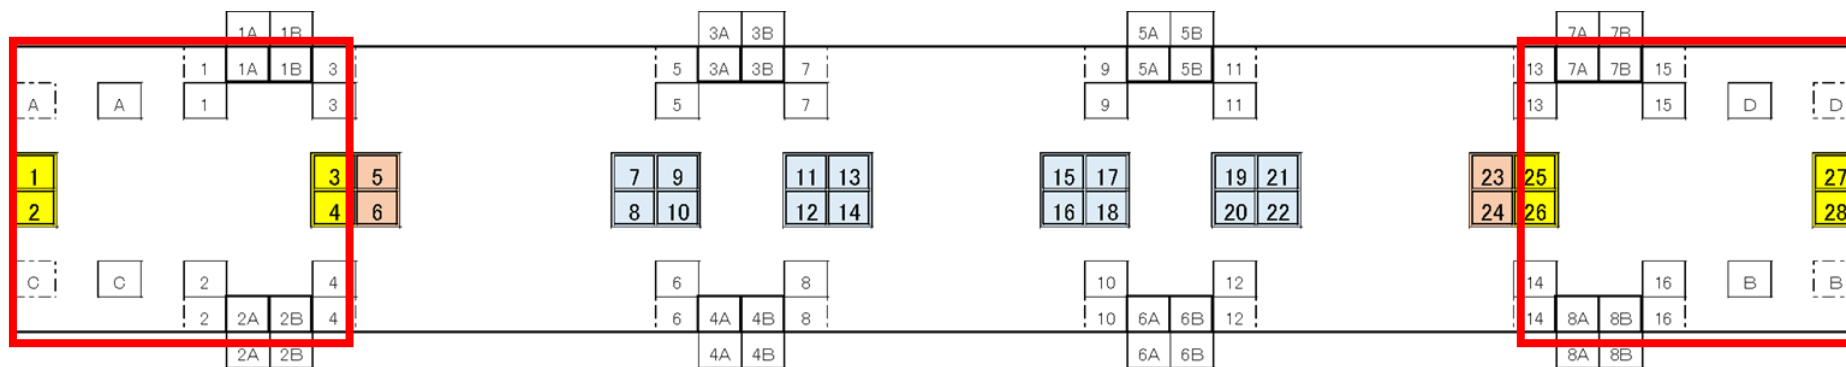 1A 1B 3A 3B 5A 5B 7A 7B
1 1A 1B 3 5 3A 3B 7 9 5A 5B 11 13 7A 7B 15
A A 1 3 5 7 9 11 13 15 D D
1 3 5 7 9 11 13 15 17 19 21 23 25 27
2 4 6 8 10 12 14 16 18 20 22 24 26 28
C C 2 4 6 8 10 12 14 16 B B
2 2A 2B 4 6 4A 4B 8 10 6A 6B 12 14 8A 8B 16
2A 2B 4A 4B 6A 6B 8A 8B